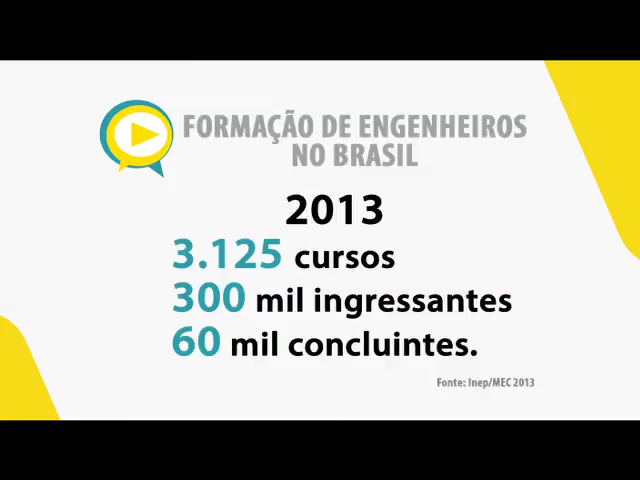 FORMAÇÃO DE ENGENHEIROS
NO BRASIL
2013
3.125 cursos
300 mil ingressantes
60 mil concluintes.
Fonte: Inep/MEC 2013